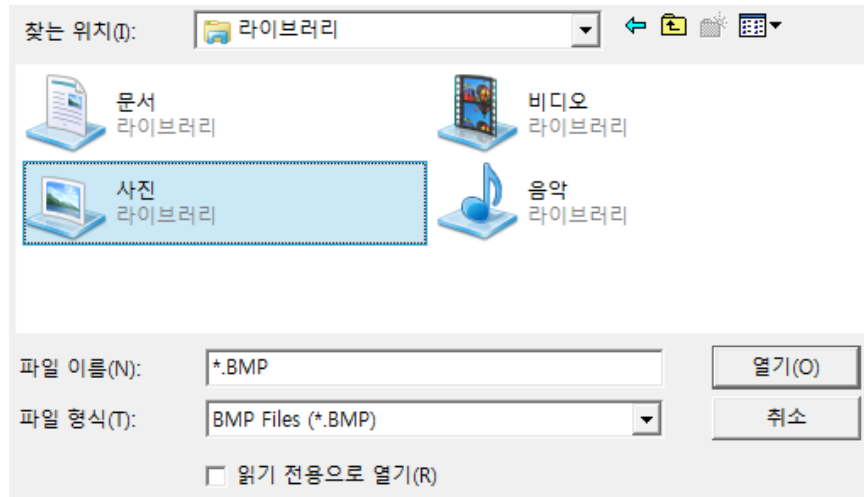 찾는 위치(I):
라이브러리
문서
라이브러리
비디오
라이브러리
사진
라이브러리
음악
라이브러리
파일 이름(N):
*.BMP
열기(O)
파일 형식(T):
BMP Files (*.BMP)
취소
읽기 전용으로 열기(R)